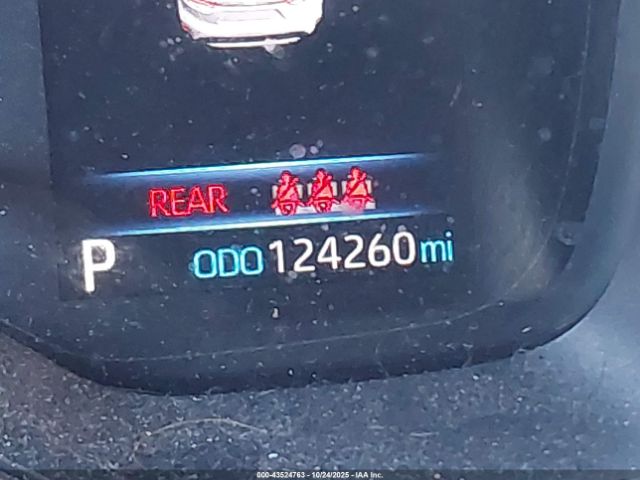 REAR
P ODO 124260 mi
000-43524763 - 10/24/2025 - IAA Inc.